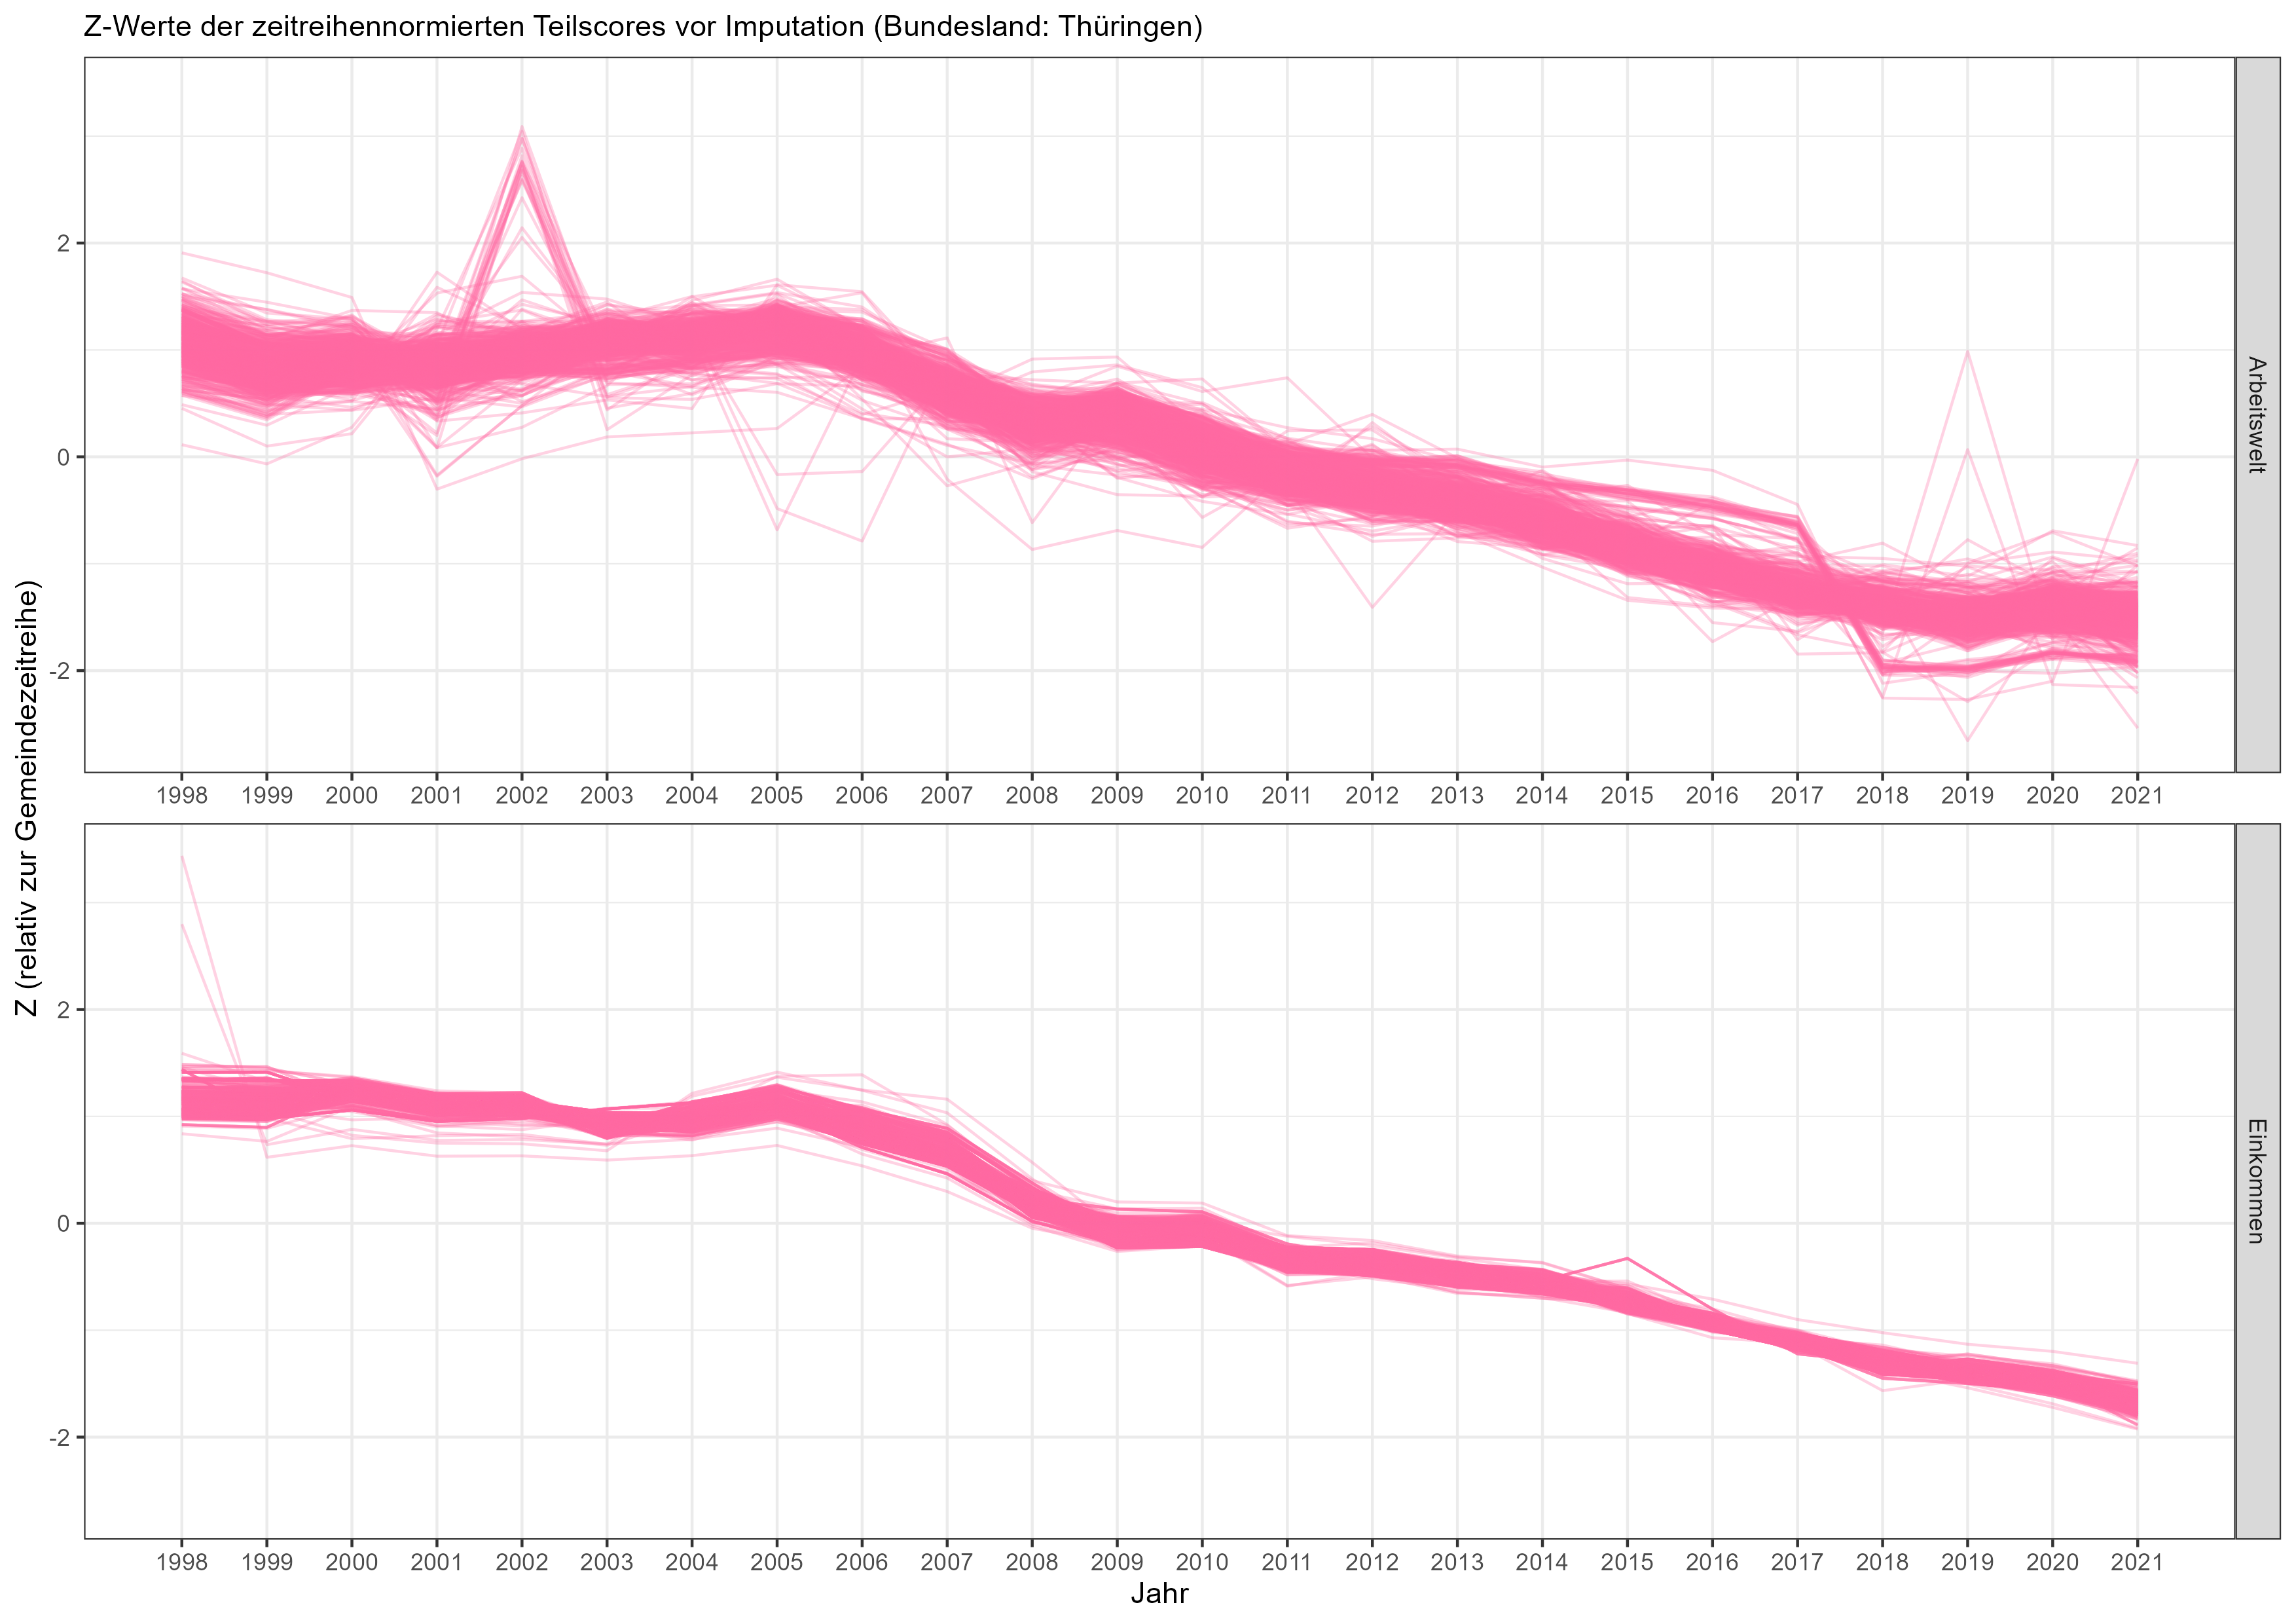 Z-Werte der zeitreihennormierten Teilscores vor Imputation (Bundesland: Thüringen)
Z (relativ zur Gemeindezeitreihe)
2
0
-2
Arbeitswelt
1998 1999 2000 2001 2002 2003 2004 2005 2006 2007 2008 2009 2010 2011 2012 2013 2014 2015 2016 2017 2018 2019 2020 2021
2
0
-2
Einkommen
1998 1999 2000 2001 2002 2003 2004 2005 2006 2007 2008 2009 2010 2011 2012 2013 2014 2015 2016 2017 2018 2019 2020 2021
Jahr